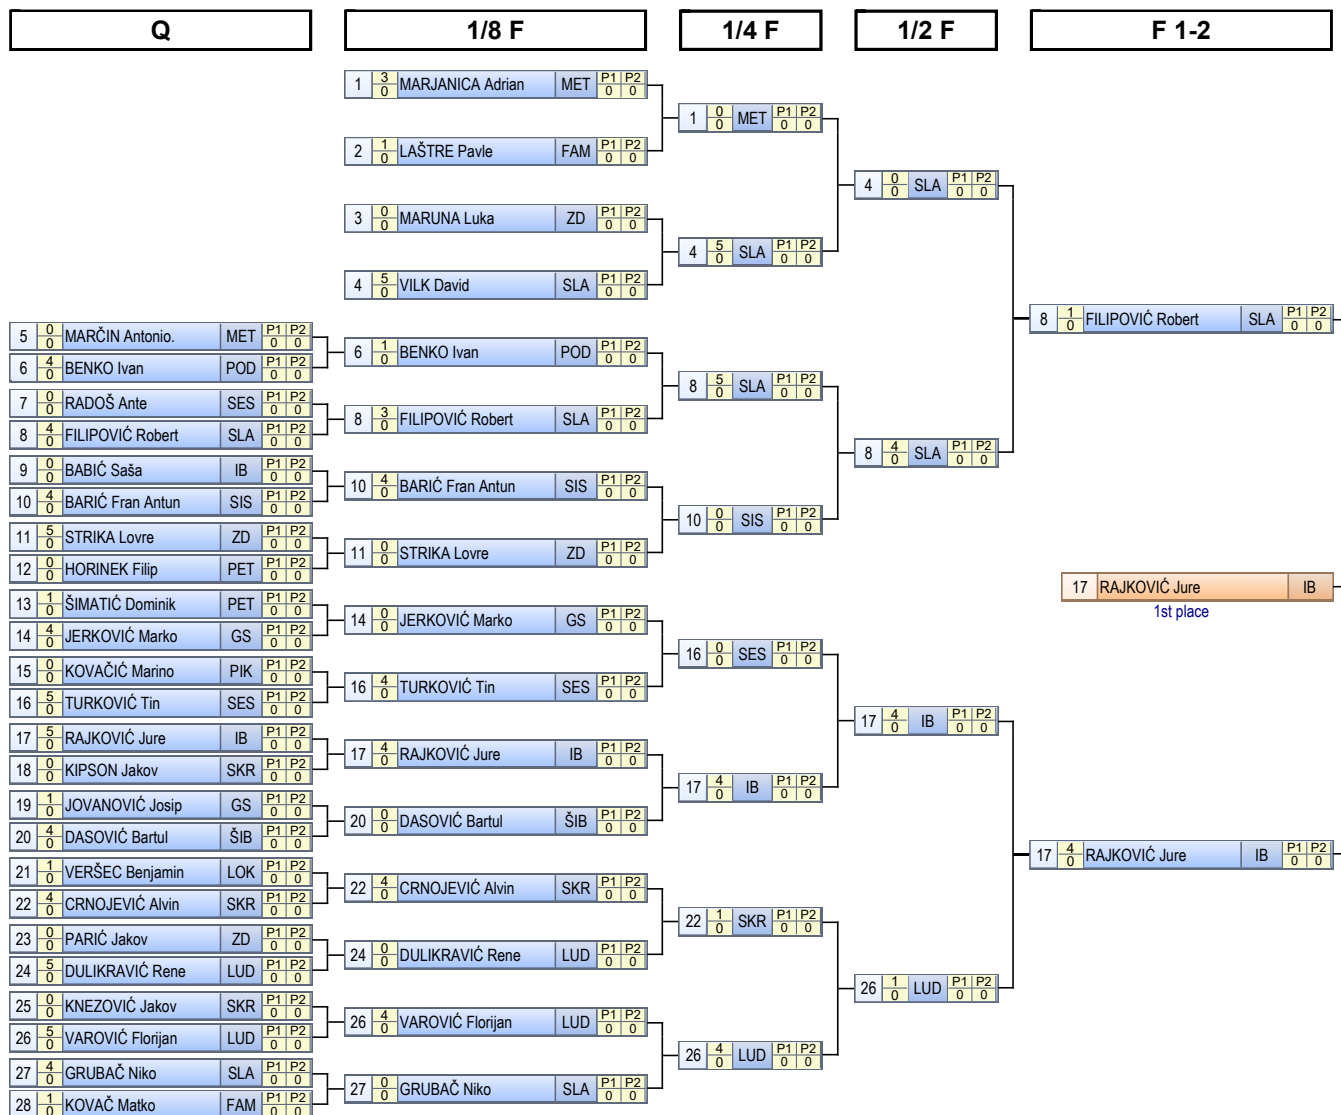 Q
1/8 F
1/4 F
1/2 F
F 1-2
5 0 0 MARČIN Antonio. MET P1 P2 0 0
6 4 0 BENKO Ivan POD P1 P2 0 0
7 0 0 RADOŠ Ante SES P1 P2 0 0
8 4 0 FILIPOVIĆ Robert SLA P1 P2 0 0
9 0 0 BABIĆ Saša IB P1 P2 0 0
10 4 0 BARIĆ Fran Antun SIS P1 P2 0 0
11 5 0 STRIKA Lovre ZD P1 P2 0 0
12 0 0 HORINEK Filip PET P1 P2 0 0
13 1 0 ŠIMATIĆ Dominik PET P1 P2 0 0
14 4 0 JERKOVIĆ Marko GS P1 P2 0 0
15 0 0 KOVAČIĆ Marino PIK P1 P2 0 0
16 5 0 TURKOVIĆ Tin SES P1 P2 0 0
17 5 0 RAJKOVIĆ Jure IB P1 P2 0 0
18 0 0 KIPSON Jakov SKR P1 P2 0 0
19 1 0 JOVANOVIĆ Josip GS P1 P2 0 0
20 4 0 DASOVIĆ Bartul ŠIB P1 P2 0 0
21 1 0 VERŠEC Benjamin LOK P1 P2 0 0
22 4 0 CRNOJEVIĆ Alvin SKR P1 P2 0 0
23 0 0 PARIĆ Jakov ZD P1 P2 0 0
24 5 0 DULIKRAVIĆ Rene LUD P1 P2 0 0
25 0 0 KNEZOVIĆ Jakov SKR P1 P2 0 0
26 5 0 VAROVIĆ Florijan LUD P1 P2 0 0
27 4 0 GRUBAČ Niko SLA P1 P2 0 0
28 1 0 KOVAČ Matko FAM P1 P2 0 0
1 3 0 MARJANICA Adrian MET P1 P2 0 0
2 1 0 LAŠTRE Pavle FAM P1 P2 0 0
3 0 0 MARUNA Luka ZD P1 P2 0 0
4 5 0 VILK David SLA P1 P2 0 0
6 1 0 BENKO Ivan POD P1 P2 0 0
8 3 0 FILIPOVIĆ Robert SLA P1 P2 0 0
10 4 0 BARIĆ Fran Antun SIS P1 P2 0 0
11 0 0 STRIKA Lovre ZD P1 P2 0 0
14 0 0 JERKOVIĆ Marko GS P1 P2 0 0
16 4 0 TURKOVIĆ Tin SES P1 P2 0 0
17 4 0 RAJKOVIĆ Jure IB P1 P2 0 0
20 0 0 DASOVIĆ Bartul ŠIB P1 P2 0 0
22 4 0 CRNOJEVIĆ Alvin SKR P1 P2 0 0
24 0 0 DULIKRAVIĆ Rene LUD P1 P2 0 0
26 4 0 VAROVIĆ Florijan LUD P1 P2 0 0
27 0 0 GRUBAČ Niko SLA P1 P2 0 0
1 0 0 MET P1 P2 0 0
4 5 0 SLA P1 P2 0 0
8 5 0 SLA P1 P2 0 0
10 0 0 SIS P1 P2 0 0
16 0 0 SES P1 P2 0 0
17 4 0 IB P1 P2 0 0
22 1 0 SKR P1 P2 0 0
26 4 0 LUD P1 P2 0 0
4 0 0 SLA P1 P2 0 0
8 4 0 SLA P1 P2 0 0
17 4 0 IB P1 P2 0 0
26 1 0 LUD P1 P2 0 0
8 1 0 FILIPOVIĆ Robert SLA P1 P2 0 0
17 RAJKOVIĆ Jure IB
1st place
17 4 0 RAJKOVIĆ Jure IB P1 P2 0 0